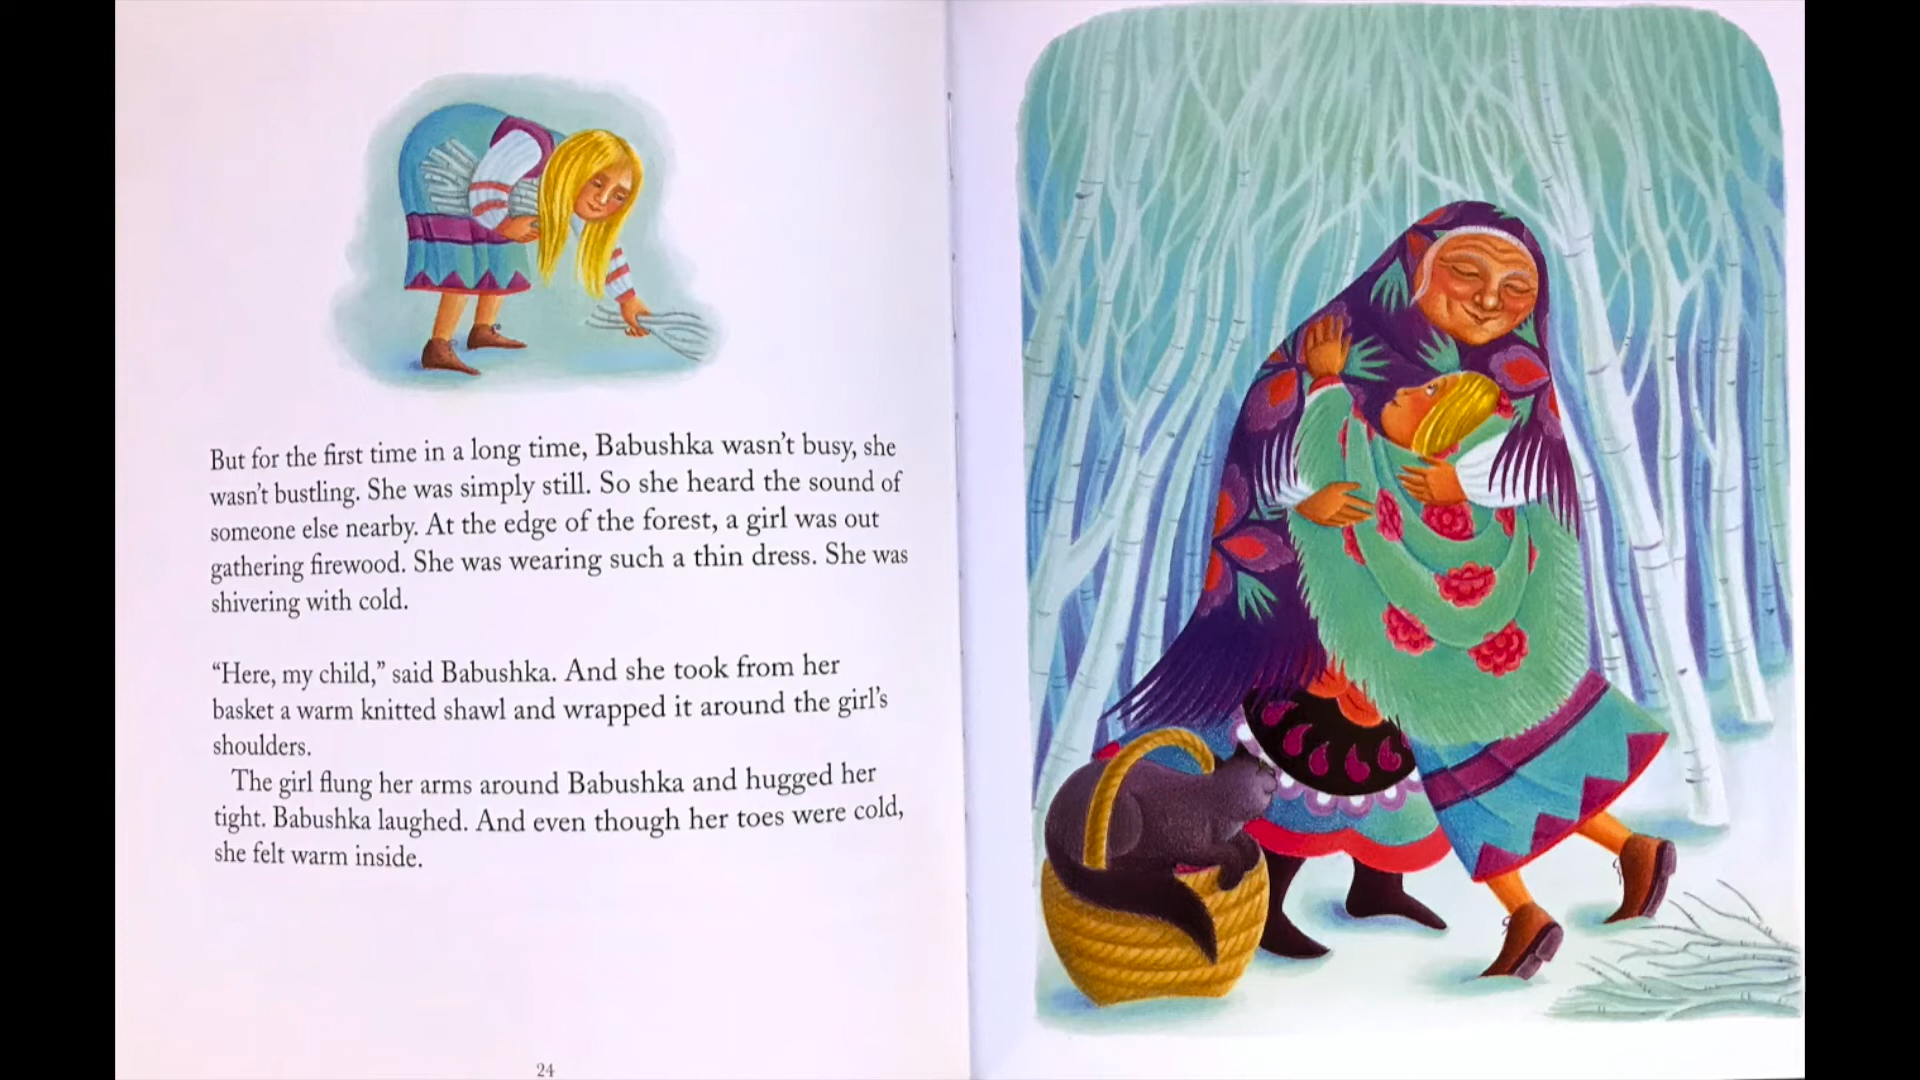 But for the first time in a long time, Babushka wasn't busy, she
wasn't bustling. She was simply still. So she heard the sound of
someone else nearby. At the edge of the forest, a girl was out
gathering firewood. She was wearing such a thin dress. She was
shivering with cold.
“Here, my child,” said Babushka. And she took from her
basket a warm knitted shawl and wrapped it around the girl’s
shoulders.
The girl flung her arms around Babushka and hugged her
tight. Babushka laughed. And even though her toes were cold,
she felt warm inside.
24